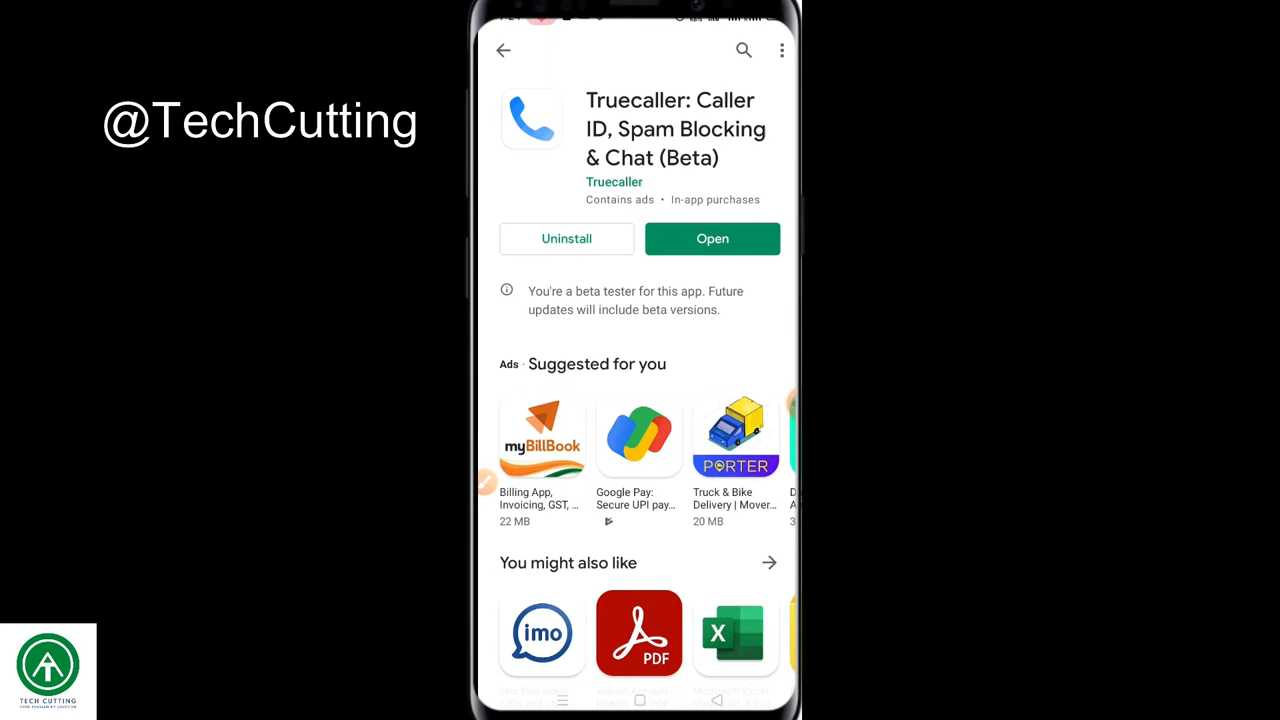 @TechCutting
Truecaller: Caller
ID, Spam Blocking
& Chat (Beta)
Truecaller
Contains ads • In-app purchases
Uninstall
Open
You're a beta tester for this app. Future
updates will include beta versions.
Ads · Suggested for you
myBillBook
PORTER
Billing App,
Invoicing, GST, ...
22 MB
Google Pay:
Secure UPI pay...
Truck & Bike
Delivery | Mover...
20 MB
D
A
3
You might also like
imo
PDF
X
TECH CUTTING